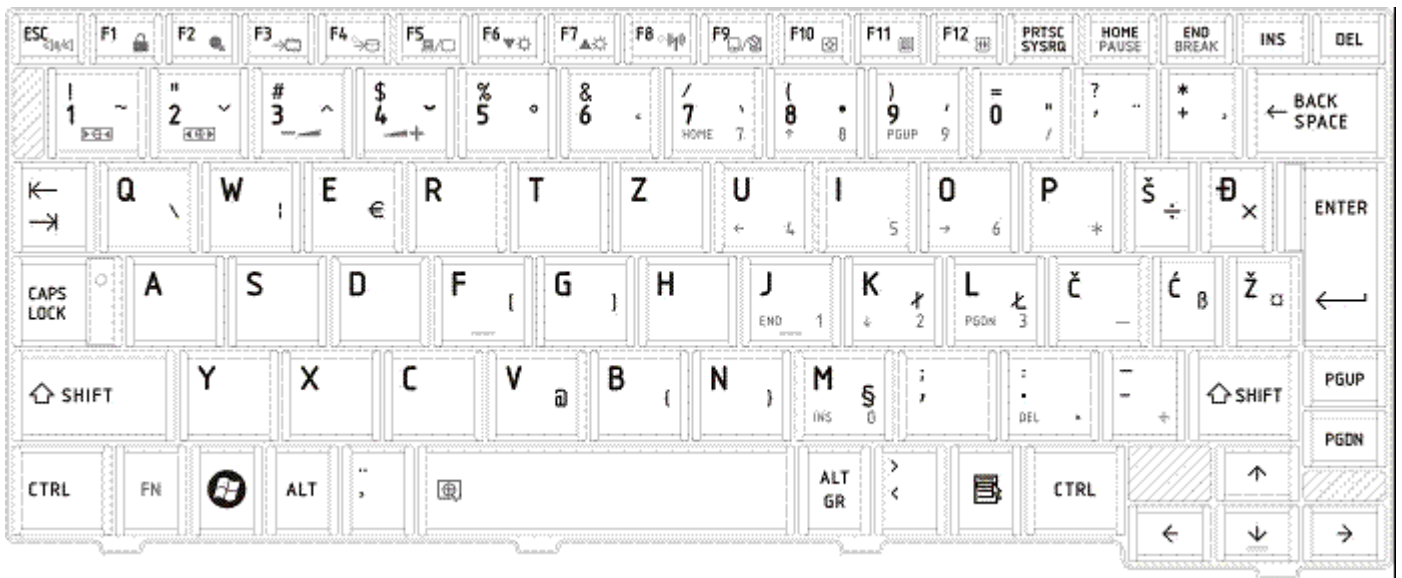 ESC F1 F2 F3 F4 F5 F6 F7 F8 F9 F10 F11 F12 PRTSC HOME END INS DEL
SYSRQ PAUSE BREAK
! " # $ % & / ( ) = ? *
1 ~ 2 ˇ 3 ^ 4 ˘ 5 ° 6 ˛ 7 ` 8 ˙ 9 ´ 0 ˝ ' ¨ + ¸ ← BACK
SPACE
HOME 7 ↑ 8 PGUP 9 /
Q \ W ¦ E € R T Z U I O P Š ÷ Đ × ENTER
← 4 5 → 6 *
CAPS
LOCK
A S D F [ G ] H J K ł L Ł Č Ć ß Ž ¤
END 1 ↓ 2 PGDN 3 —
⇧ SHIFT Y X C V @ B { N } M § ; : – ⇧ SHIFT PGUP
, . -
INS 0 DEL . +
PGDN
CTRL FN ALT ¨ ALT > CTRL ↑
¸ GR <
← ↓ →